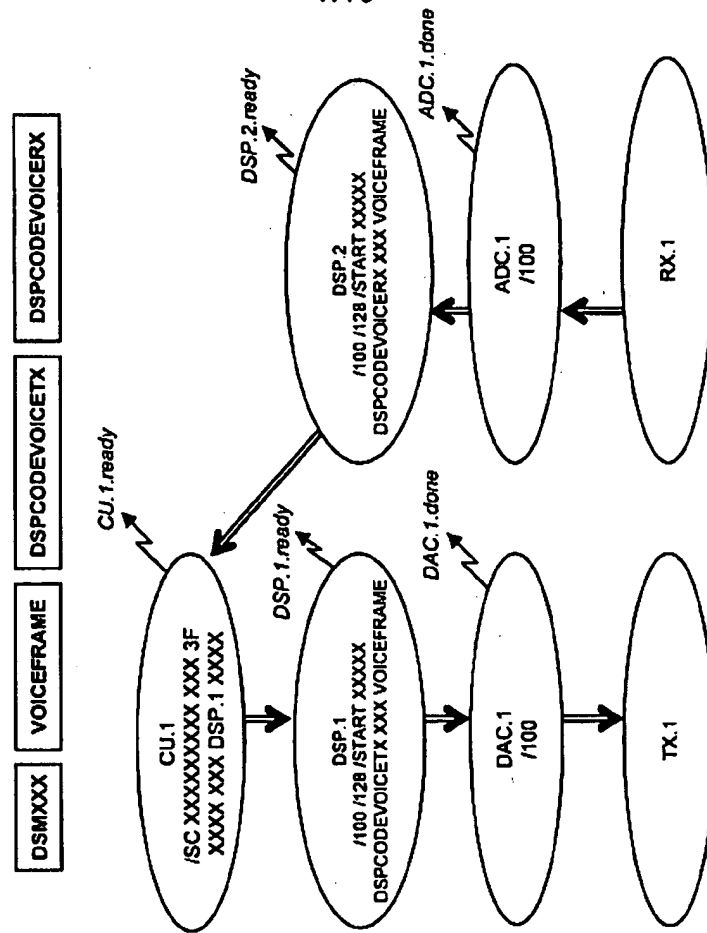 DSMXXX
VOICEFRAME
DSPCODEVOICETX
DSPCODEVOICERX
CU.1
/SC XXXXXXXXX XXX 3F
XXXX XXX DSP.1 XXXX
CU.1.ready
DSP.1
/100 /128 /START XXXXX
DSPCODEVOICETX XXX VOICEFRAME
DSP.1.ready
DAC.1
/100
DAC.1.done
TX.1
DSP.2
/100 /128 /START XXXXX
DSPCODEVOICERX XXX VOICEFRAME
DSP.2.ready
ADC.1
/100
ADC.1.done
RX.1